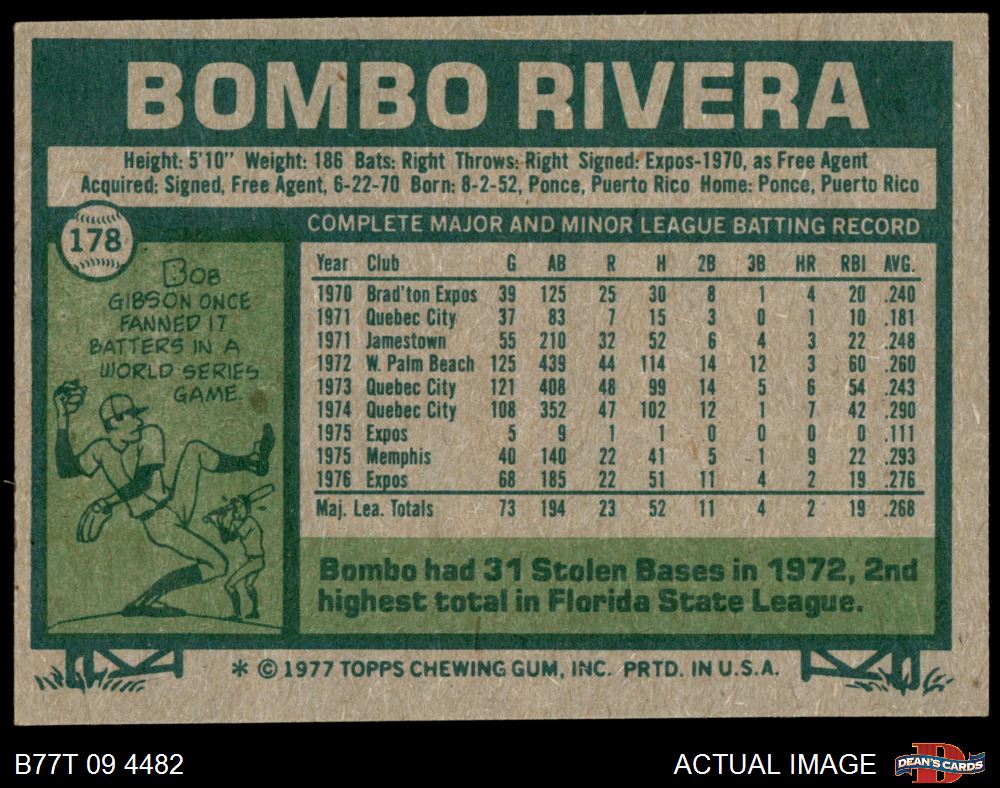 BOMBO RIVERA
Height: 5'10" Weight: 186 Bats: Right Throws: Right Signed: Expos-1970, as Free Agent
Acquired: Signed, Free Agent, 6-22-70 Born: 8-2-52, Ponce, Puerto Rico Home: Ponce, Puerto Rico
178
BOB
GIBSON ONCE
FANNED 17
BATTERS IN A
WORLD SERIES
GAME.
COMPLETE MAJOR AND MINOR LEAGUE BATTING RECORD
Year Club G AB R H 2B 3B HR RBI AVG.
1970 Brad'ton Expos 39 125 25 30 8 1 4 20 .240
1971 Quebec City 37 83 7 15 3 0 1 10 .181
1971 Jamestown 55 210 32 52 6 4 3 22 .248
1972 W. Palm Beach 125 439 44 114 14 12 3 60 .260
1973 Quebec City 121 408 48 99 14 5 6 54 .243
1974 Quebec City 108 352 47 102 12 1 7 42 .290
1975 Expos 5 9 1 1 0 0 0 0 .111
1975 Memphis 40 140 22 41 5 1 9 22 .293
1976 Expos 68 185 22 51 11 4 2 19 .276
Maj. Lea. Totals 73 194 23 52 11 4 2 19 .268
Bombo had 31 Stolen Bases in 1972, 2nd
highest total in Florida State League.
* © 1977 TOPPS CHEWING GUM, INC. PRTD. IN U.S.A.
B77T 09 4482
ACTUAL IMAGE
D
DEAN'S CARDS